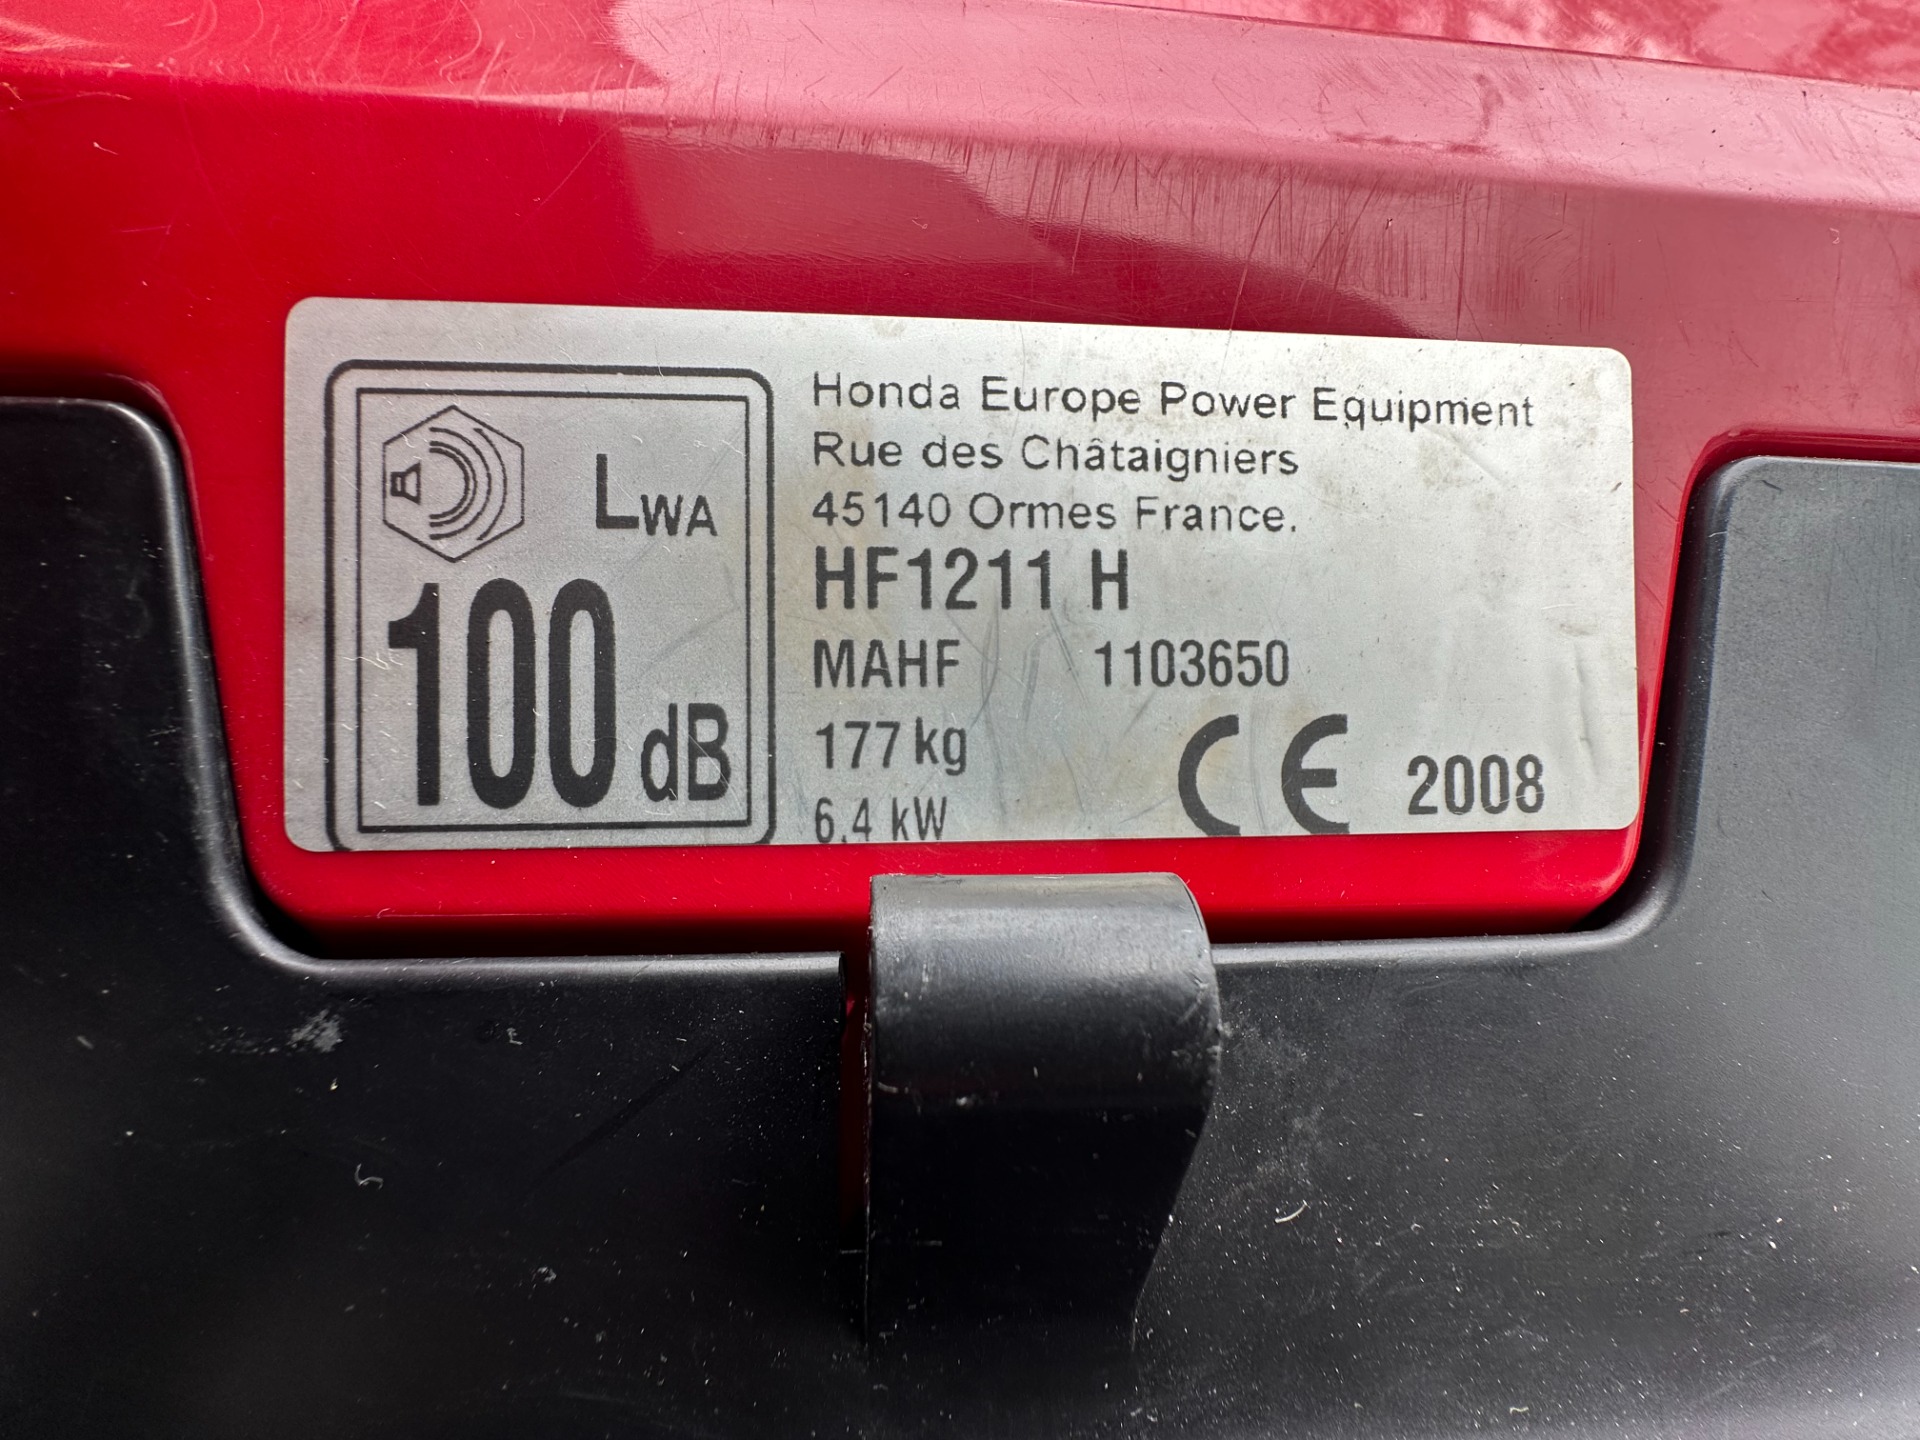 LWA
100 dB
Honda Europe Power Equipment
Rue des Châtaigniers
45140 Ormes France.
HF1211 H
MAHF 1103650
177 kg
6,4 kW
CE 2008